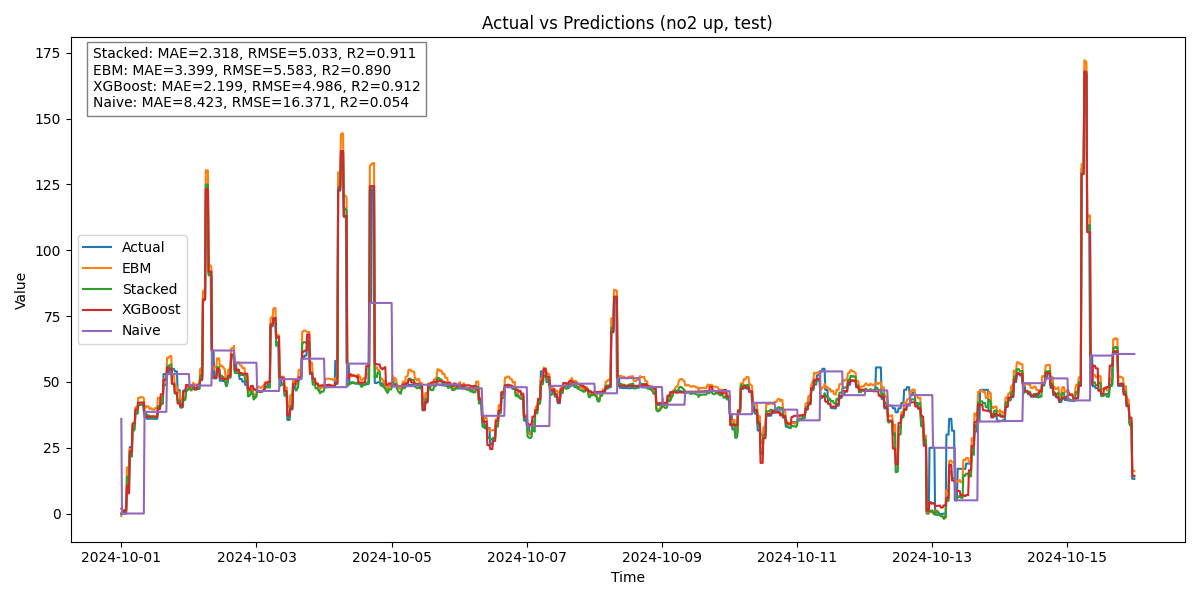 Actual vs Predictions (no2 up, test)
Stacked: MAE=2.318, RMSE=5.033, R2=0.911
EBM: MAE=3.399, RMSE=5.583, R2=0.890
XGBoost: MAE=2.199, RMSE=4.986, R2=0.912
Naive: MAE=8.423, RMSE=16.371, R2=0.054
175
150
125
100
75
50
25
0
Value
Actual
EBM
Stacked
XGBoost
Naive
2024-10-01 2024-10-03 2024-10-05 2024-10-07 2024-10-09 2024-10-11 2024-10-13 2024-10-15
Time